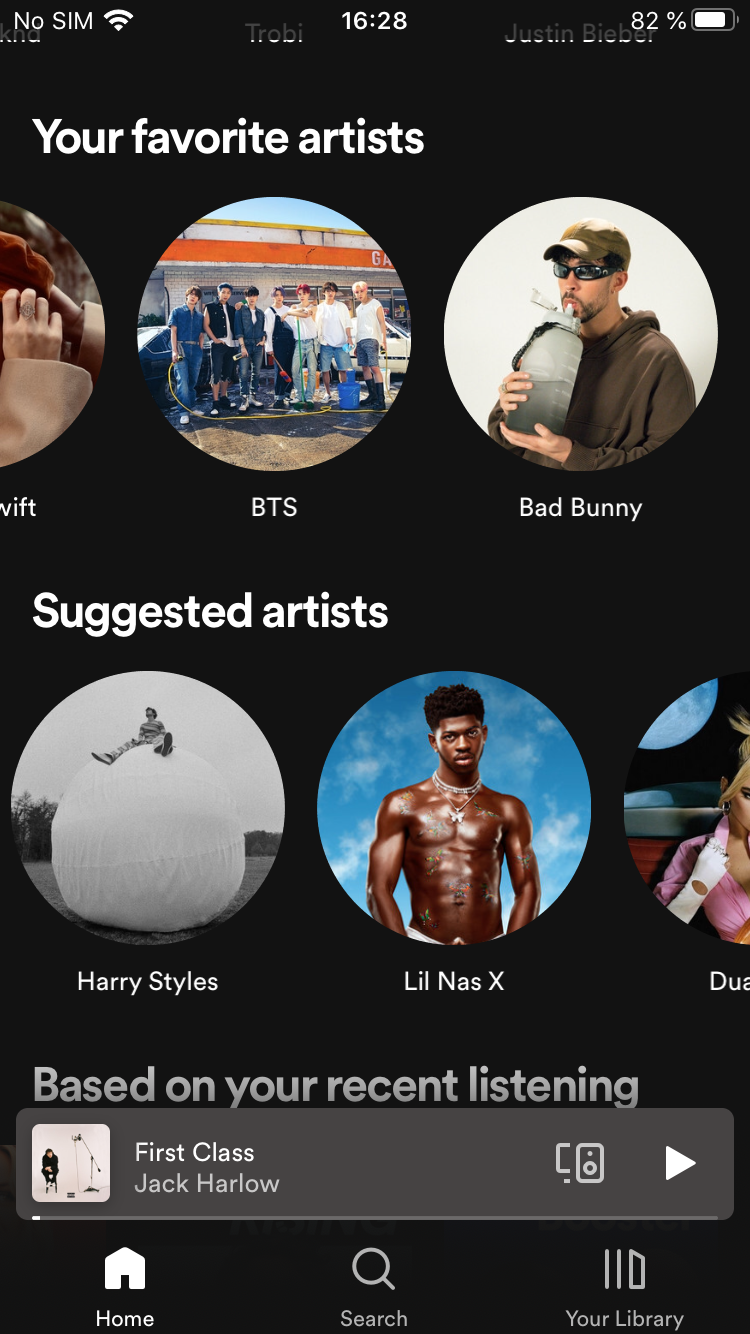 No SIM 16:28 82 %
Trobi Justin Bieber
Your favorite artists
GA
wift BTS Bad Bunny
Suggested artists
Harry Styles Lil Nas X Dua
Based on your recent listening
First Class
Jack Harlow
Home Search Your Library